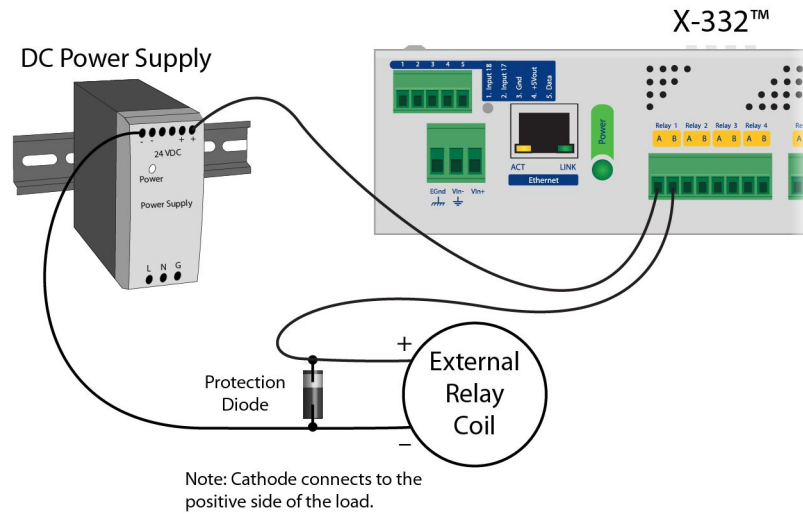 X-332™
DC Power Supply
- - + +
24 VDC
Power
Power Supply
L N G
1 2 3 4 5
1. Input 18
2. Input 17
3. Gnd
4. +5Vout
5. Data
EGnd VIn- VIn+
ACT LINK
Ethernet
Power
Relay 1 Relay 2 Relay 3 Relay 4
A B A B A B A B
A
+
External
Relay
Coil
−
Protection
Diode
Note: Cathode connects to the
positive side of the load.